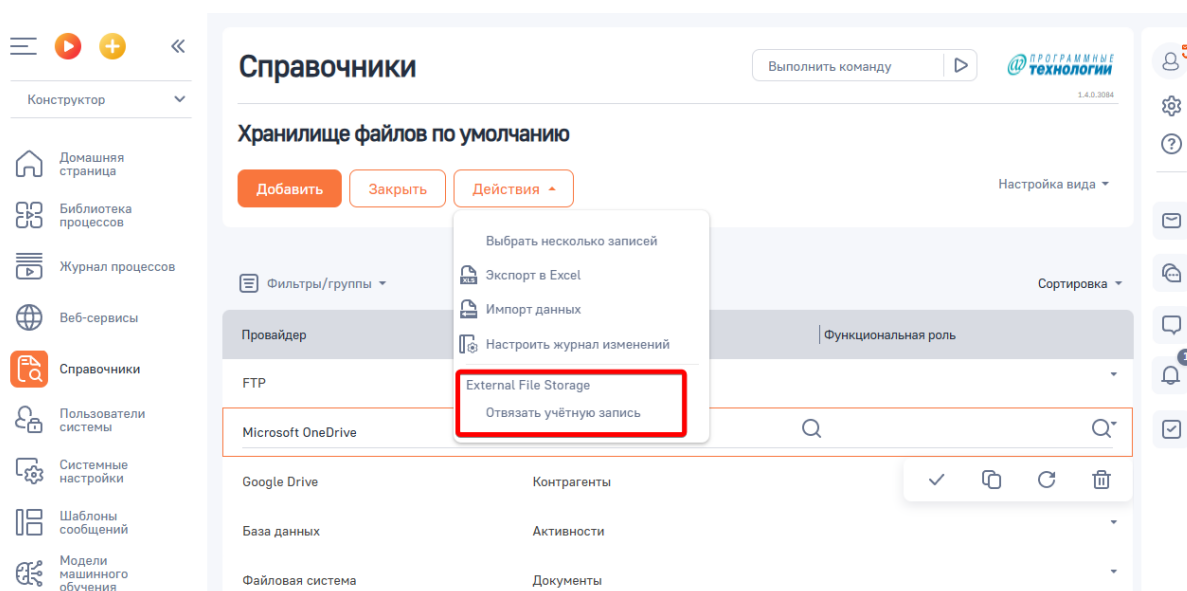 Справочники
Выполнить команду
@ ПРОГРАММНЫЕ
ТЕХНОЛОГИИ
1.4.0.3084
Конструктор
Хранилище файлов по умолчанию
Домашняя
страница
Добавить
Закрыть
Действия
Настройка вида
Библиотека
процессов
Выбрать несколько записей
Журнал процессов
Фильтры/группы
XLS
Экспорт в Excel
Сортировка
Импорт данных
Веб-сервисы
Провайдер
Настроить журнал изменений
Функциональная роль
Справочники
FTP
External File Storage
Отвязать учётную запись
Пользователи
системы
Microsoft OneDrive
Системные
настройки
Google Drive
Контрагенты
Шаблоны
сообщений
База данных
Активности
Модели
машинного
обучения
Файловая система
Документы